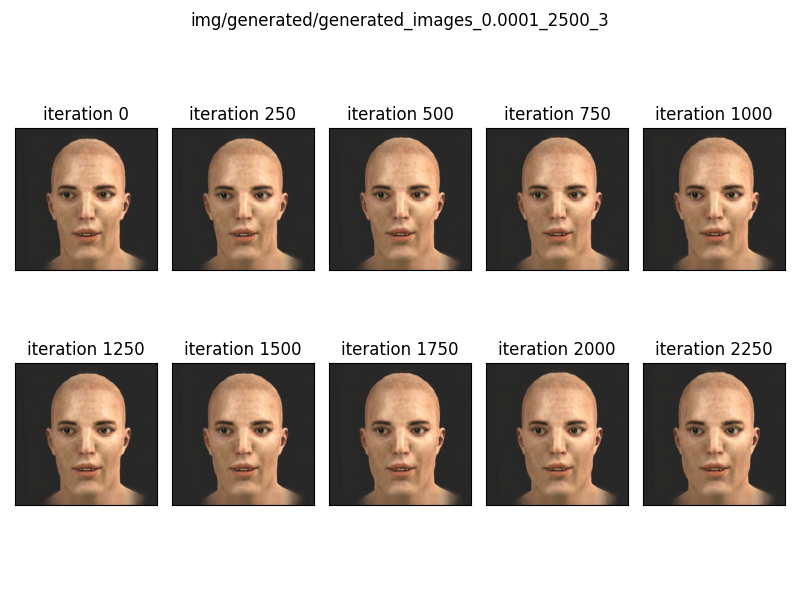 img/generated/generated_images_0.0001_2500_3
iteration 0
iteration 250
iteration 500
iteration 750
iteration 1000
iteration 1250
iteration 1500
iteration 1750
iteration 2000
iteration 2250